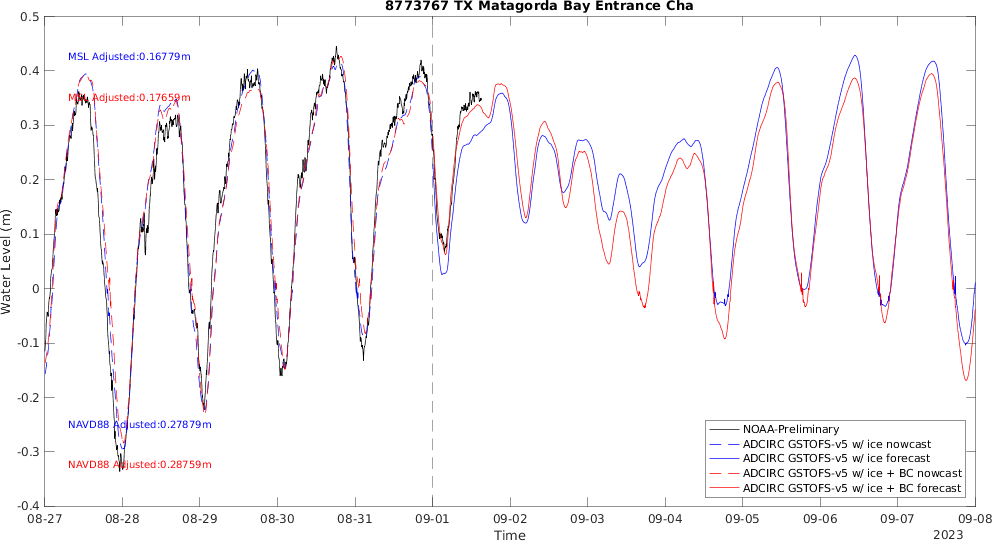 8773767 TX Matagorda Bay Entrance Cha
Water Level (m)
0.5
0.4
0.3
0.2
0.1
0
-0.1
-0.2
-0.3
-0.4
MSL Adjusted:0.16779m
MSL Adjusted:0.17659m
NAVD88 Adjusted:0.27879m
NAVD88 Adjusted:0.28759m
NOAA-Preliminary
ADCIRC GSTOFS-v5 w/ ice nowcast
ADCIRC GSTOFS-v5 w/ ice forecast
ADCIRC GSTOFS-v5 w/ ice + BC nowcast
ADCIRC GSTOFS-v5 w/ ice + BC forecast
08-27 08-28 08-29 08-30 08-31 09-01 09-02 09-03 09-04 09-05 09-06 09-07 09-08
Time
2023